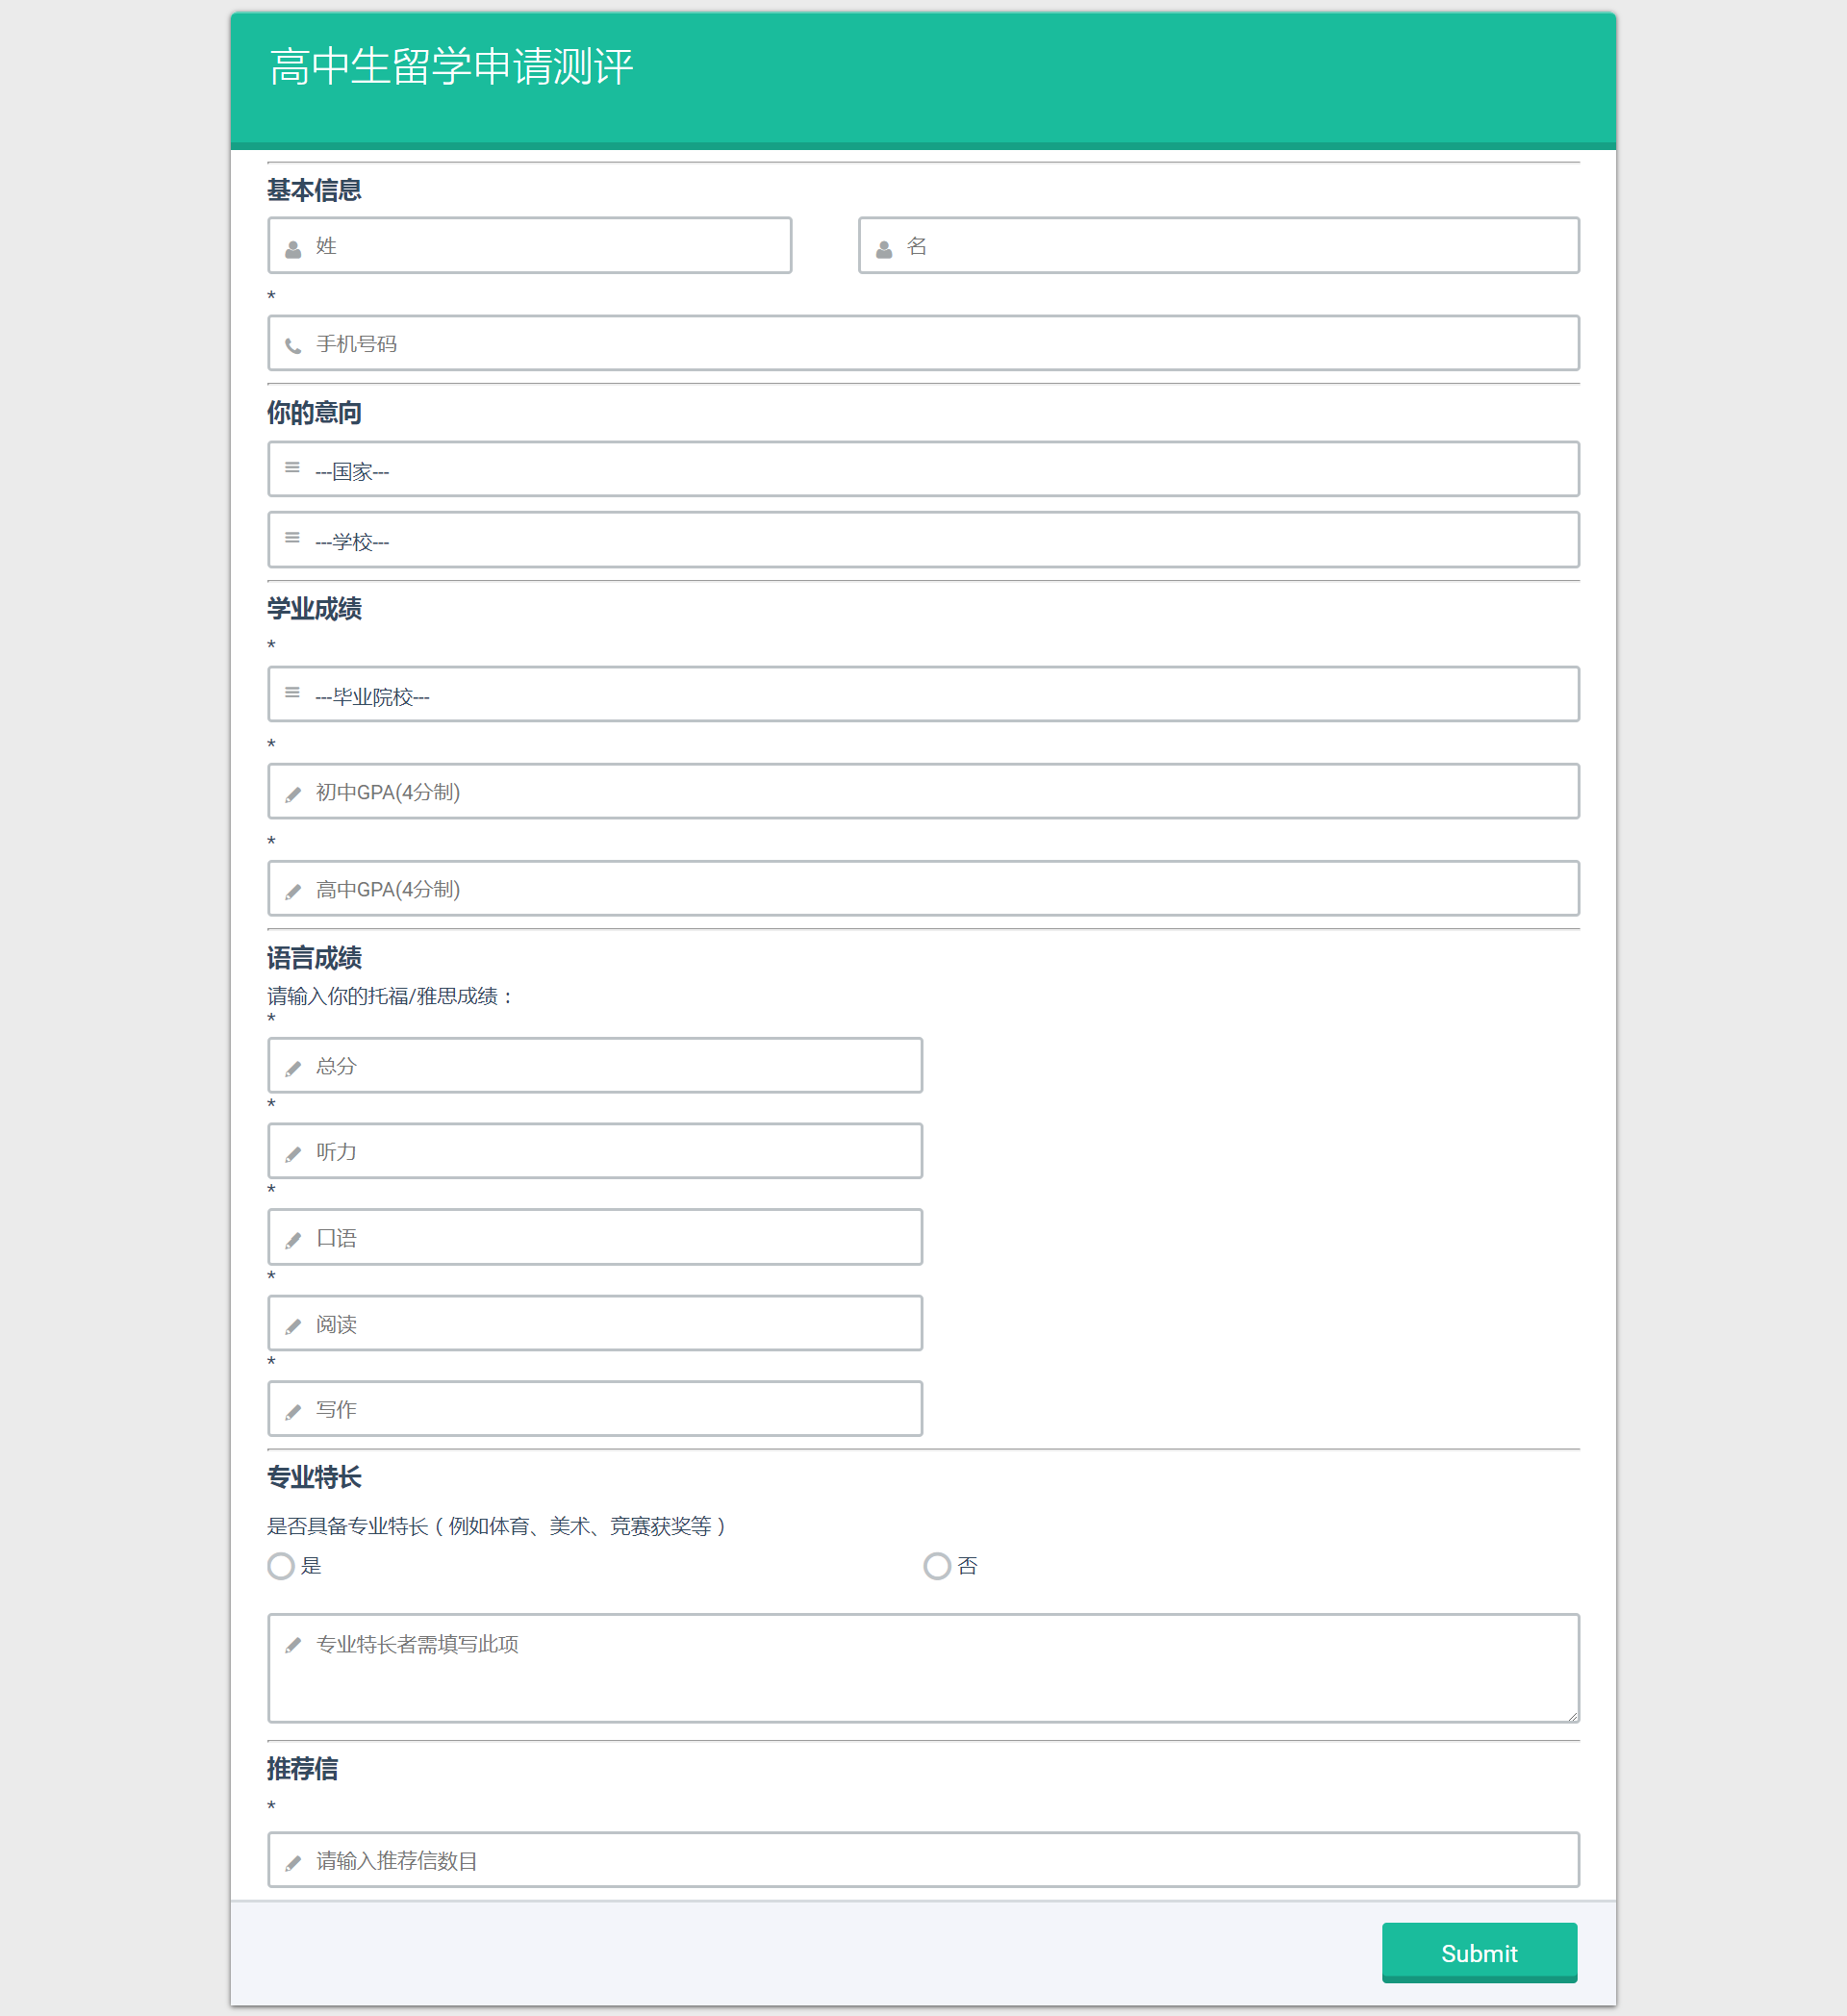 高中生留学申请测评
基本信息
姓
名
*
手机号码
你的意向
---国家---
---学校---
学业成绩
*
---毕业院校---
*
初中GPA(4分制)
*
高中GPA(4分制)
语言成绩
请输入你的托福/雅思成绩：
*
总分
*
听力
*
口语
*
阅读
*
写作
专业特长
是否具备专业特长（例如体育、美术、竞赛获奖等）
是
否
专业特长者需填写此项
推荐信
*
请输入推荐信数目
Submit